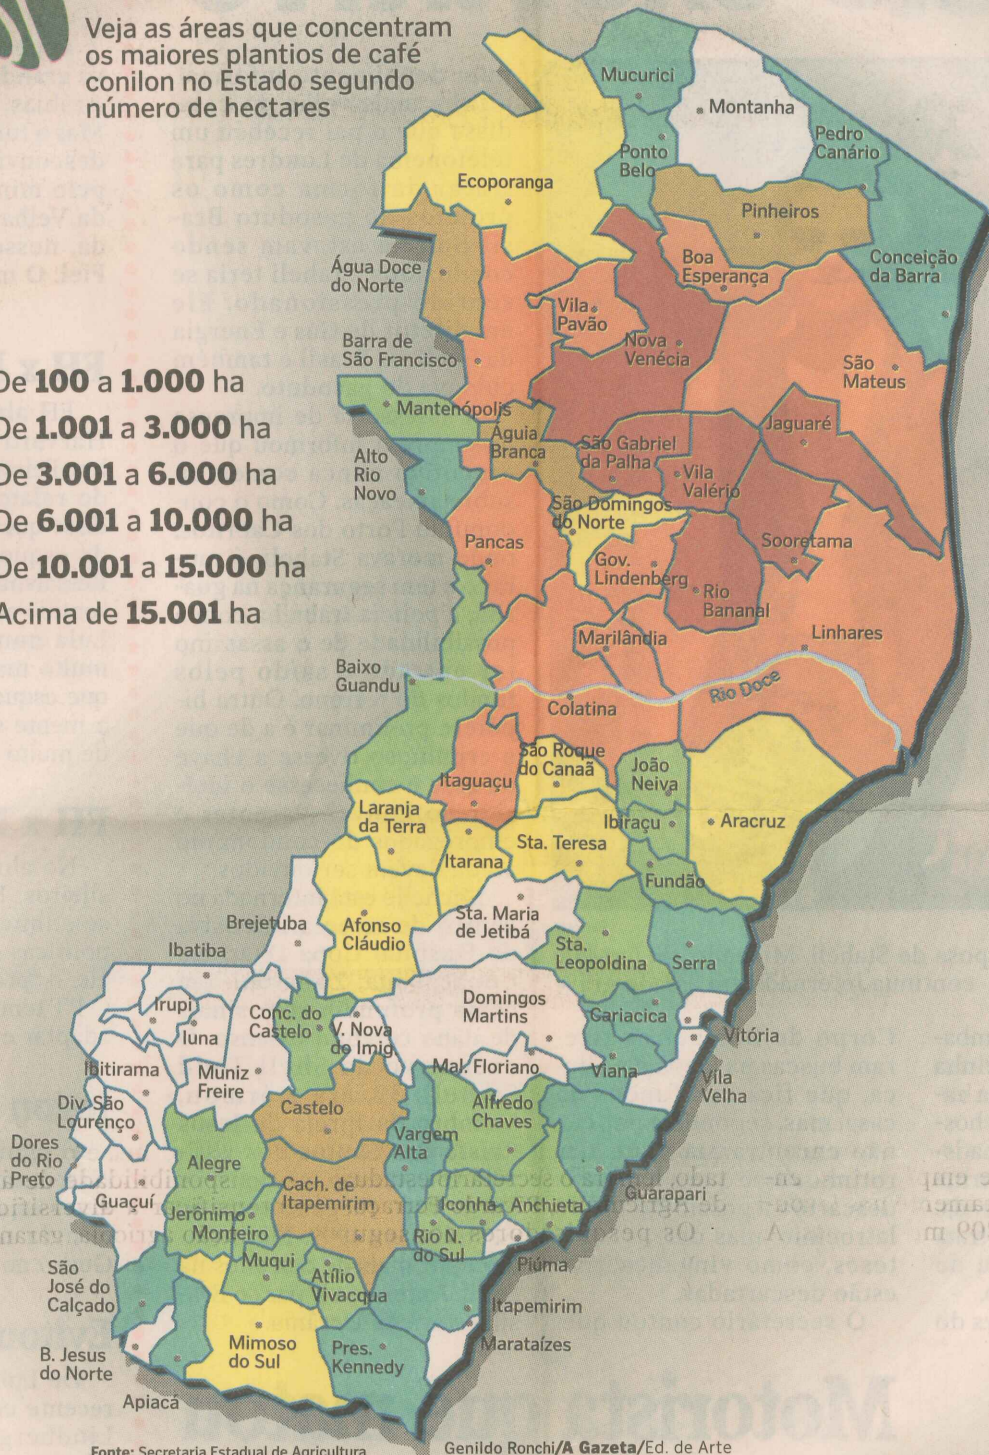 Veja as áreas que concentram
os maiores plantios de café
conilon no Estado segundo
número de hectares
De 100 a 1.000 ha
De 1.001 a 3.000 ha
De 3.001 a 6.000 ha
De 6.001 a 10.000 ha
De 10.001 a 15.000 ha
Acima de 15.001 ha
Mucurici
Montanha
Pedro
Canário
Ponto
Belo
Ecoporanga
Pinheiros
Água Doce
do Norte
Boa
Esperança
Conceição
da Barra
Vila
Pavão
Nova
Venécia
Barra de
São Francisco
São
Mateus
Mantenópolis
Águia
Branca
Jaguaré
São Gabriel
da Palha
Vila
Valério
Alto
Rio
Novo
São Domingos
do Norte
Pancas
Sooretama
Gov.
Lindenberg
Rio
Bananal
Marilândia
Linhares
Baixo
Guandu
Rio Doce
Colatina
São Roque
do Canaã
João
Neiva
Itaguaçu
Laranja
da Terra
Ibiraçu
Aracruz
Itarana
Sta. Teresa
Fundão
Brejetuba
Afonso
Cláudio
Sta. Maria
de Jetibá
Ibatiba
Sta.
Leopoldina
Serra
Irupi
Iuna
Conc. do
Castelo
V. Nova
do Imig.
Domingos
Martins
Cariacica
Vitória
Ibitirama
Muniz
Freire
Mal. Floriano
Viana
Vila
Velha
Div. São
Lourenço
Castelo
Alfredo
Chaves
Dores
do Rio
Preto
Vargem
Alta
Alegre
Guaçuí
Cach. de
Itapemirim
Iconha
Anchieta
Guarapari
Jerônimo
Monteiro
Rio N.
do Sul
Muqui
Atílio
Vivacqua
Piúma
São
José do
Calçado
Itapemirim
Mimoso
do Sul
Pres.
Kennedy
Marataízes
B. Jesus
do Norte
Apiacá
Fonte: Secretaria Estadual de Agricultura
Genildo Ronchi/A Gazeta/Ed. de Arte